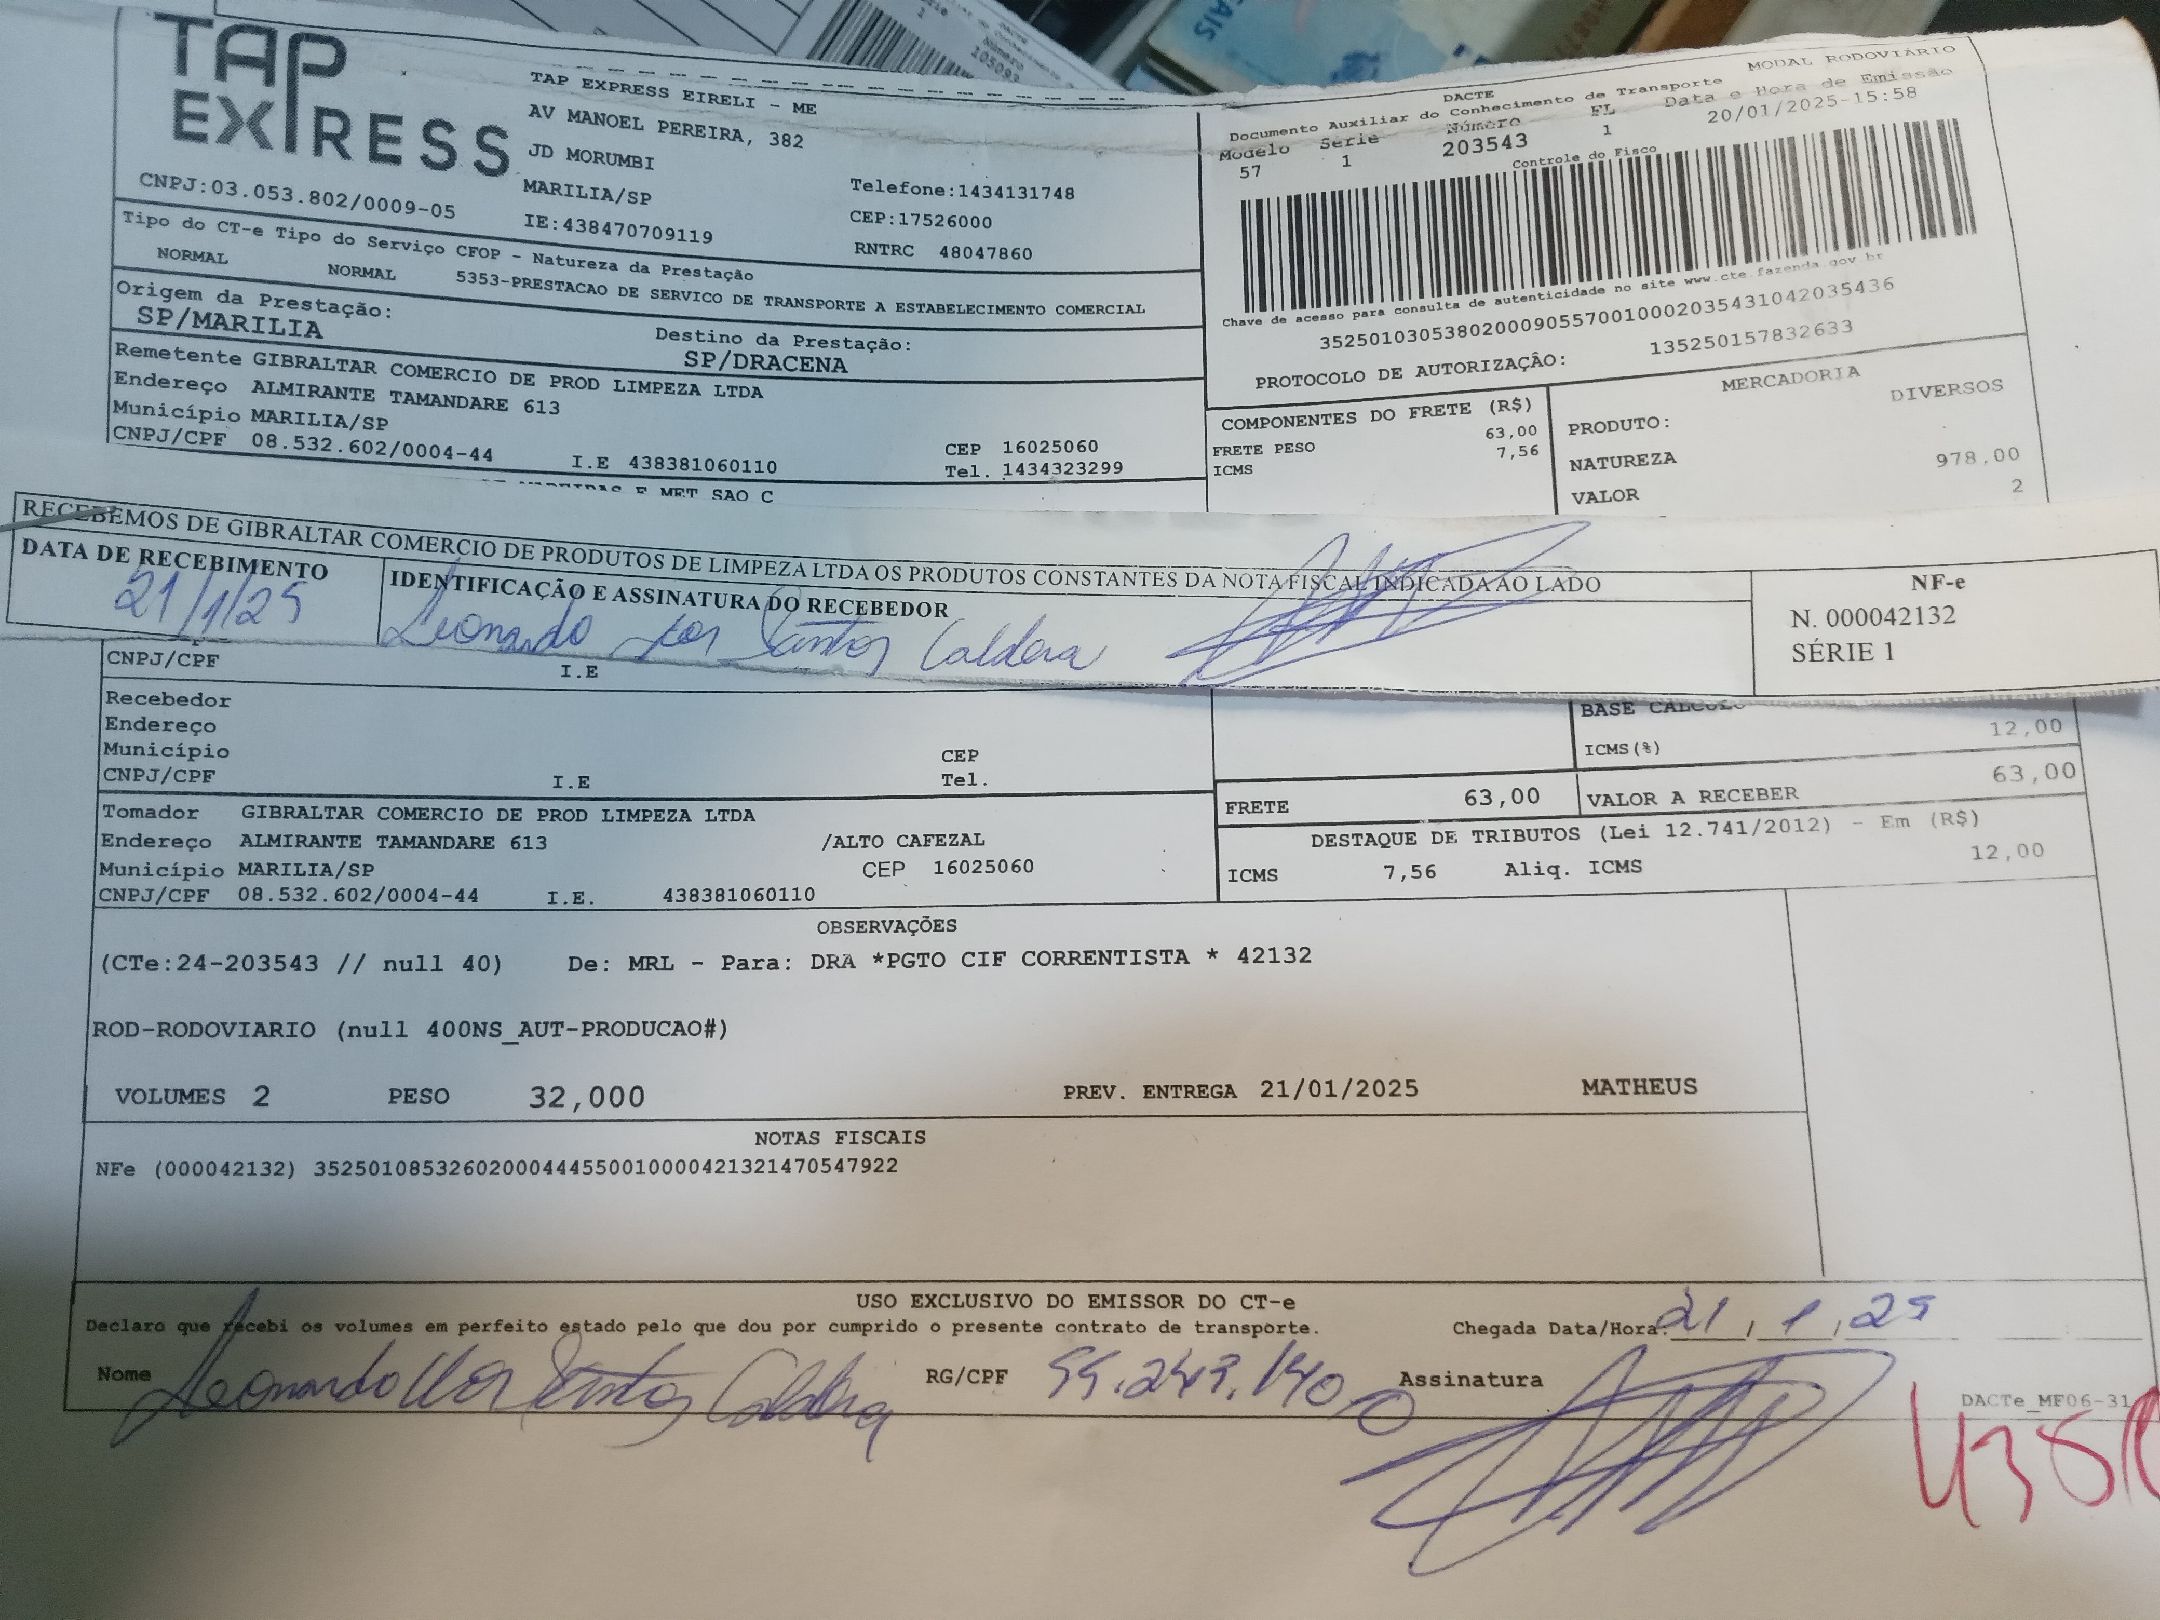 TAP
EXPRESS
TAP EXPRESS EIRELI - ME
AV MANOEL PEREIRA, 382
JD MORUMBI
MARILIA/SP
Telefone:1434131748
CEP:17526000
CNPJ:03.053.802/0009-05
IE:438470709119
RNTRC 48047860
Tipo do CT-e Tipo do Serviço CFOP - Natureza da Prestação
NORMAL NORMAL 5353-PRESTACAO DE SERVICO DE TRANSPORTE A ESTABELECIMENTO COMERCIAL
Origem da Prestação:
SP/MARILIA
Destino da Prestação:
SP/DRACENA
Remetente GIBRALTAR COMERCIO DE PROD LIMPEZA LTDA
Endereço ALMIRANTE TAMANDARE 613
Município MARILIA/SP
CEP 16025060
CNPJ/CPF 08.532.602/0004-44 I.E 438381060110 Tel. 1434323299
E MET SAO C
DACTE
MODAL RODOVIÁRIO
Documento Auxiliar do Conhecimento de Transporte
Modelo Série Número FL Data e Hora de Emissão
57 1 203543 1 20/01/2025-15:58
Controle do Fisco
105093
Chave de acesso para consulta de autenticidade no site www.cte.fazenda.gov.br
35250103053802000905570010002035431042035436
PROTOCOLO DE AUTORIZAÇÃO: 135250157832633
COMPONENTES DO FRETE (R$)
FRETE PESO 63,00
ICMS 7,56
MERCADORIA
PRODUTO: DIVERSOS
NATUREZA
VALOR 978,00
2
RECEBEMOS DE GIBRALTAR COMERCIO DE PRODUTOS DE LIMPEZA LTDA OS PRODUTOS CONSTANTES DA NOTA FISCAL INDICADA AO LADO
DATA DE RECEBIMENTO
21/1/25
IDENTIFICAÇÃO E ASSINATURA DO RECEBEDOR
Leonardo dos Santos Caldera
NF-e
N. 000042132
SÉRIE 1
CNPJ/CPF I.E
Recebedor
Endereço
Município CEP
CNPJ/CPF I.E Tel.
BASE CALCULO
ICMS(%) 12,00
FRETE 63,00 VALOR A RECEBER 63,00
DESTAQUE DE TRIBUTOS (Lei 12.741/2012) - Em (R$)
ICMS 7,56 Aliq. ICMS 12,00
Tomador GIBRALTAR COMERCIO DE PROD LIMPEZA LTDA
Endereço ALMIRANTE TAMANDARE 613 /ALTO CAFEZAL
Município MARILIA/SP CEP 16025060
CNPJ/CPF 08.532.602/0004-44 I.E. 438381060110
OBSERVAÇÕES
(CTe:24-203543 // null 40) De: MRL - Para: DRA *PGTO CIF CORRENTISTA * 42132
ROD-RODOVIARIO (null 400NS_AUT-PRODUCAO#)
VOLUMES 2 PESO 32,000 PREV. ENTREGA 21/01/2025 MATHEUS
NOTAS FISCAIS
NFe (000042132) 35250108532602000444550010000421321470547922
USO EXCLUSIVO DO EMISSOR DO CT-e
Declaro que recebi os volumes em perfeito estado pelo que dou por cumprido o presente contrato de transporte.
Chegada Data/Hora: 21/1/25
Nome Leonardo dos Santos Caldera RG/CPF Assinatura
DACTe_MF06-31